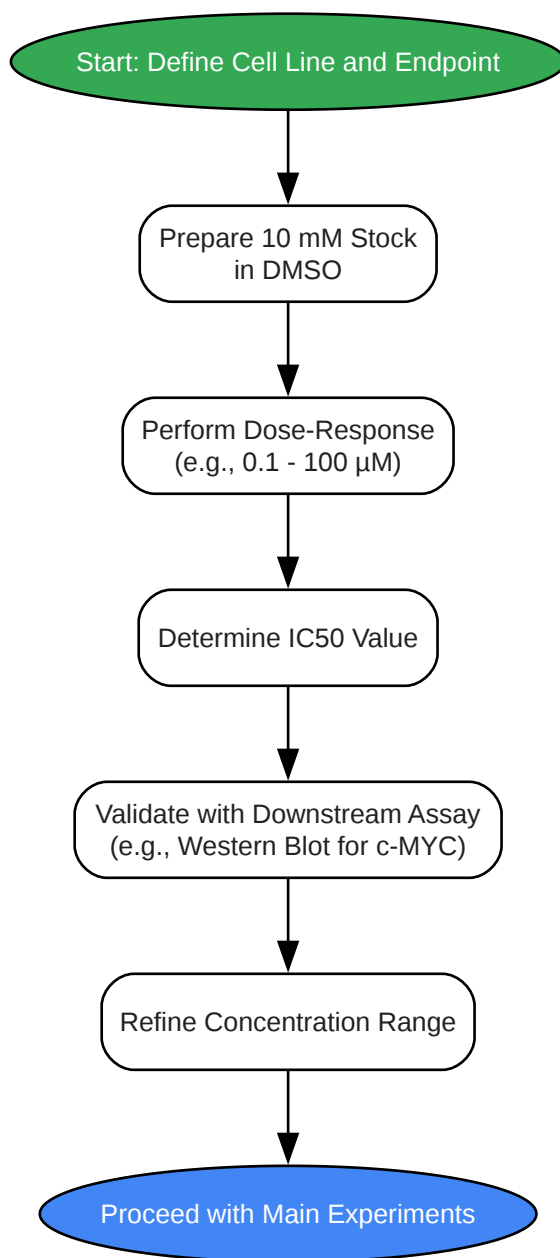 Start: Define Cell Line and Endpoint
Prepare 10 mM Stock
in DMSO
Perform Dose-Response
(e.g., 0.1 - 100 µM)
Determine IC50 Value
Validate with Downstream Assay
(e.g., Western Blot for c-MYC)
Refine Concentration Range
Proceed with Main Experiments